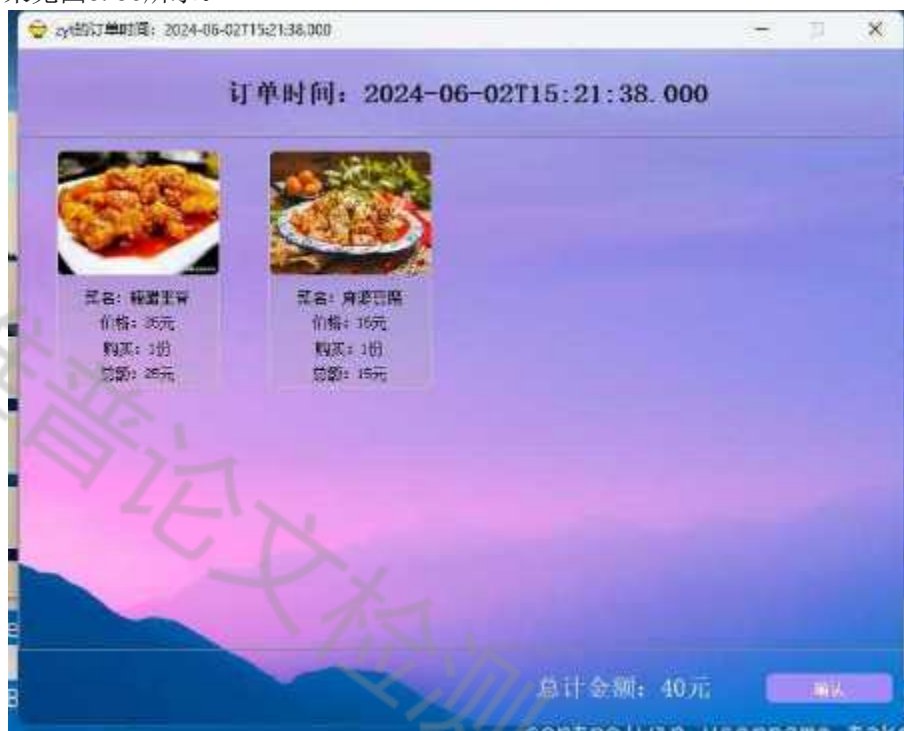 zyt的订单时间：2024-06-02T15:21:38.000
订单时间：2024-06-02T15:21:38.000
菜名：糖醋里脊
价格：25元
购买：1份
总额：25元
菜名：麻婆豆腐
价格：15元
购买：1份
总额：15元
总计金额：40元
确认